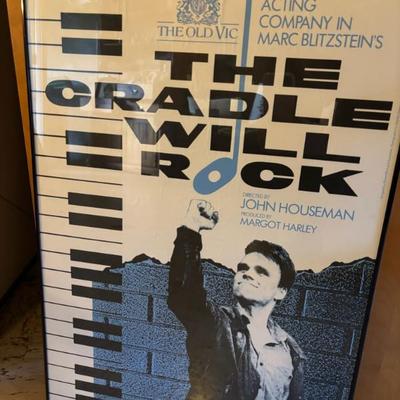 THE OLD VIC
ACTING
COMPANY IN
MARC BLITZSTEIN'S
THE
CRADLE
WILL
ROCK
DIRECTED BY
JOHN HOUSEMAN
PRODUCED BY
MARGOT HARLEY